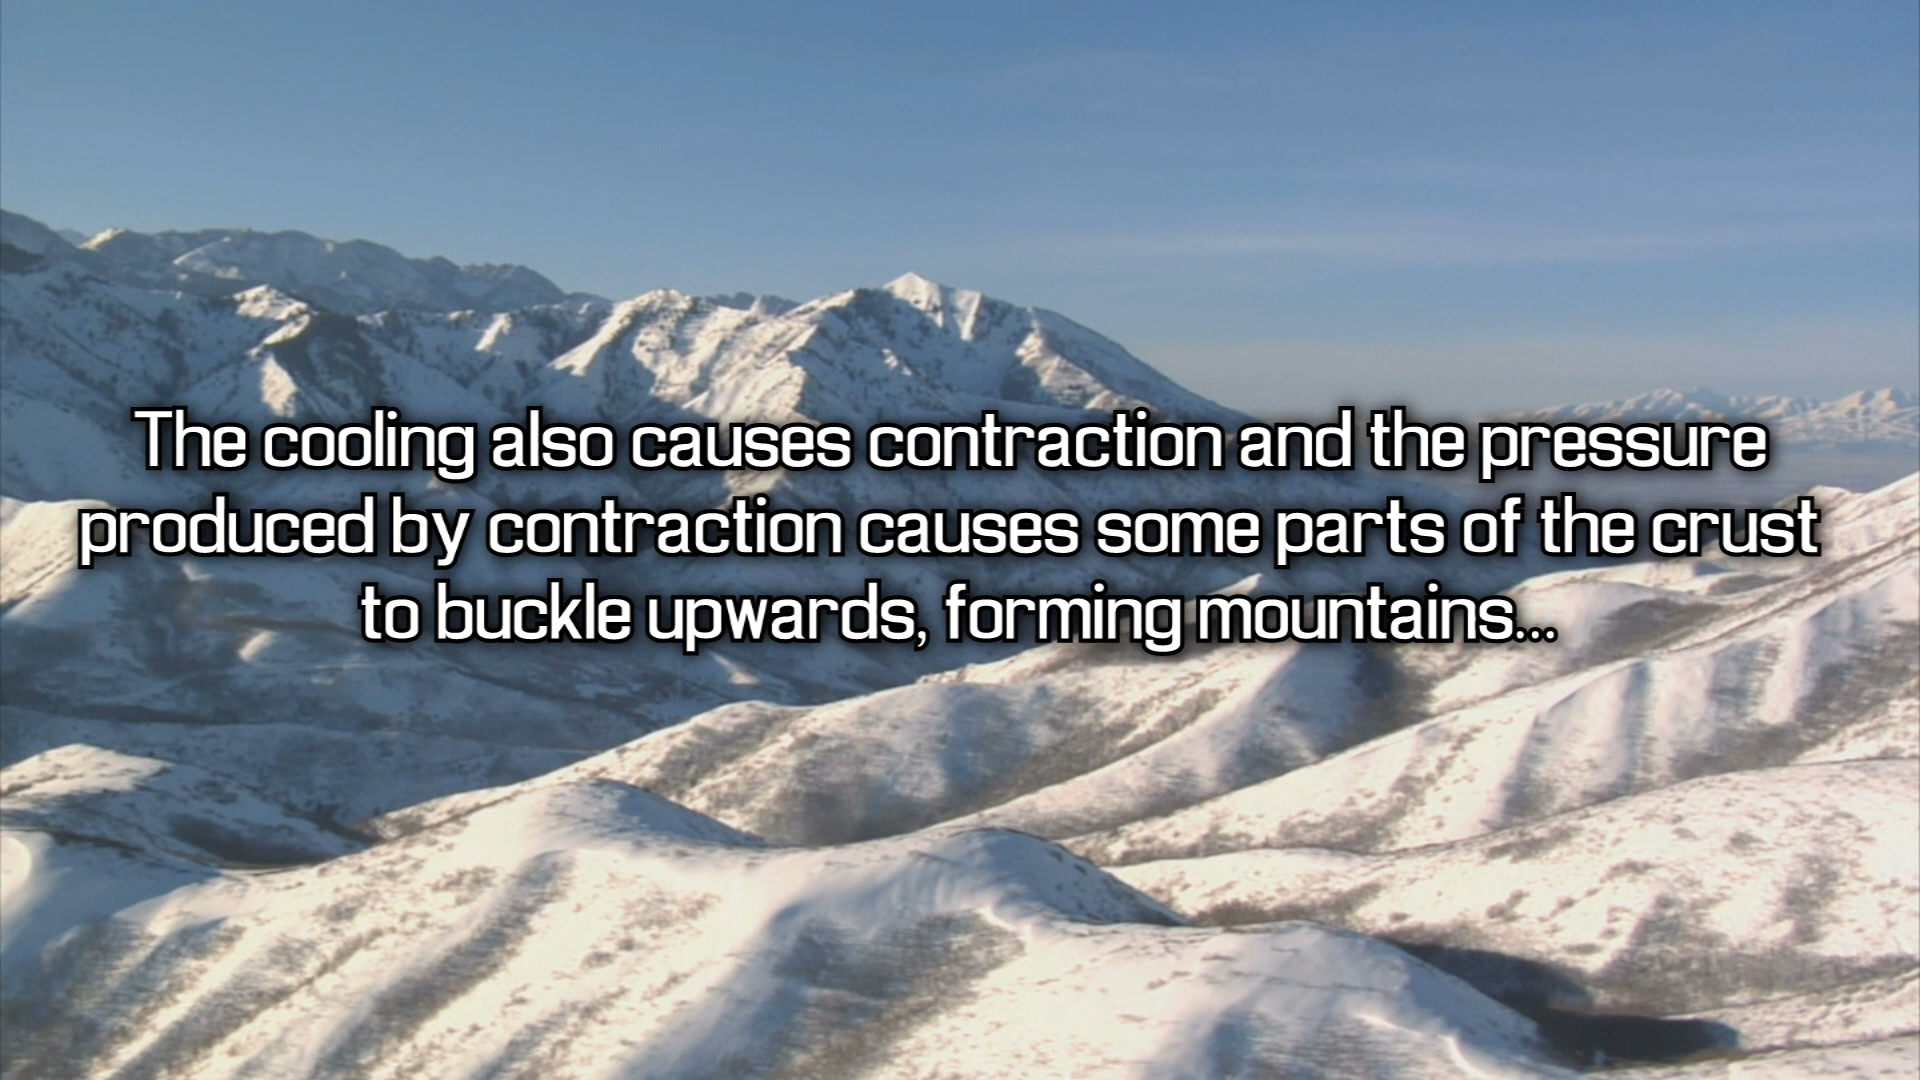 The cooling also causes contraction and the pressure
produced by contraction causes some parts of the crust
to buckle upwards, forming mountains...